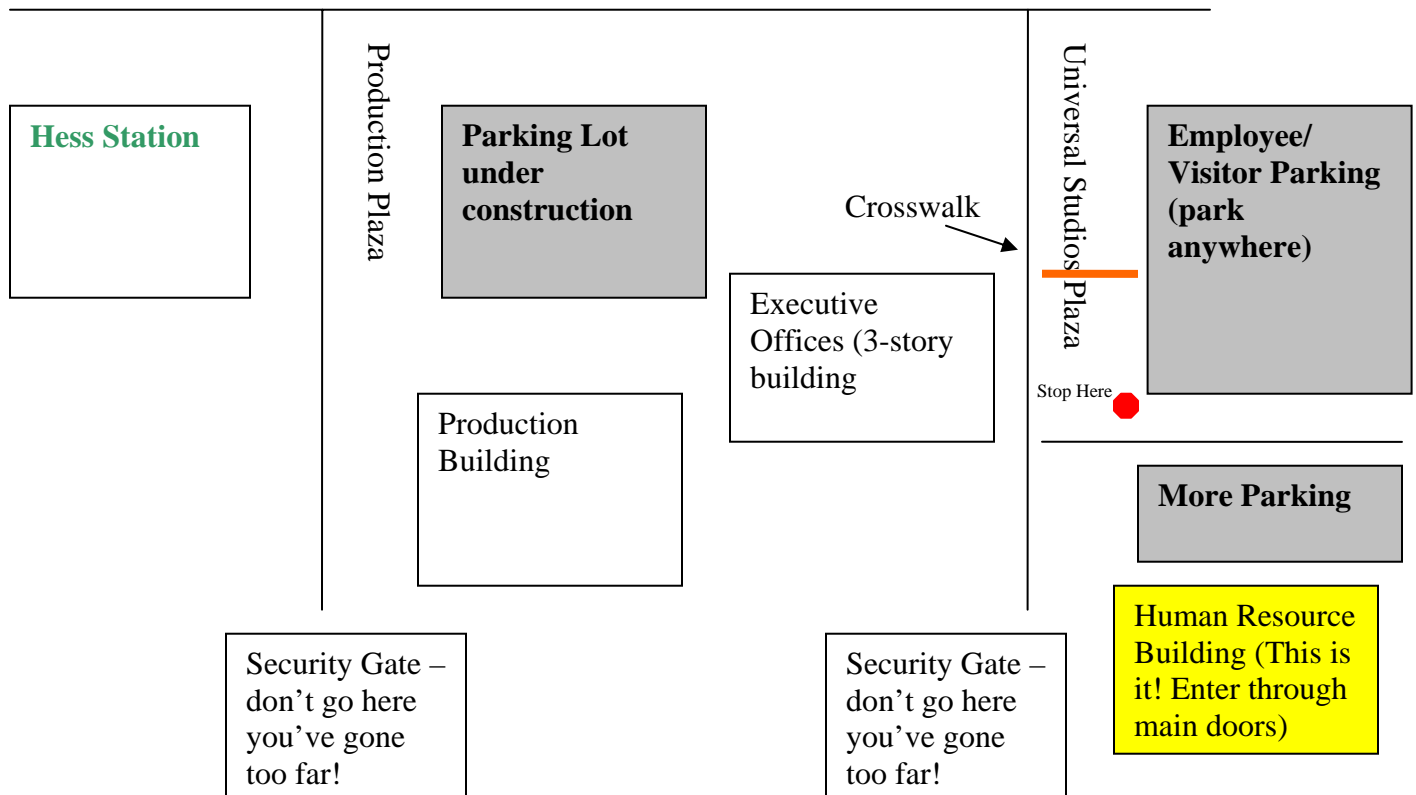 Hess Station
Production Plaza
Parking Lot
under
construction
Crosswalk
Universal Studios Plaza
Employee/
Visitor Parking
(park
anywhere)
Executive
Offices (3-story
building
Stop Here
Production
Building
More Parking
Security Gate –
don’t go here
you’ve gone
too far!
Security Gate –
don’t go here
you’ve gone
too far!
Human Resource
Building (This is
it! Enter through
main doors)